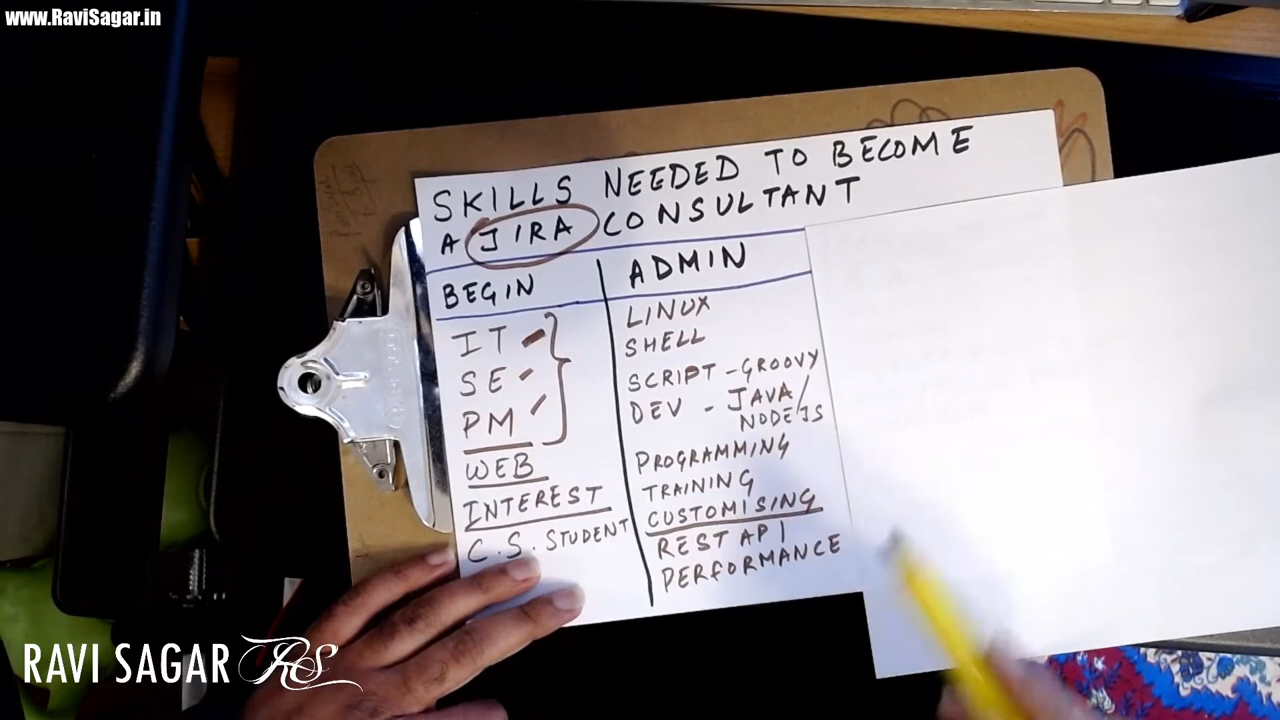 www.RaviSagar.in
SKILLS NEEDED TO BECOME
A JIRA CONSULTANT
BEGIN
IT
SE
PM
WEB
INTEREST
C.S. STUDENT
ADMIN
LINUX
SHELL
SCRIPT - GROOVY
DEV - JAVA/
NODEJS
PROGRAMMING
TRAINING
CUSTOMISING
REST API
PERFORMANCE
RAVI SAGAR RS